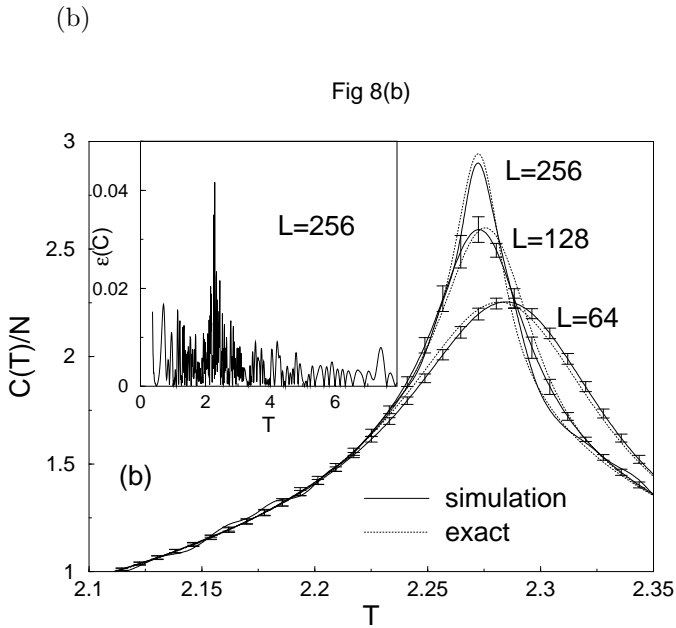 (b)
Fig 8(b)
3
2.5
2
1.5
1
C(T)/N
2.1
2.15
2.2
2.25
2.3
2.35
T
0.04
0.02
0
ε(C)
0
2
4
6
T
L=256
L=256
L=128
L=64
(b)
simulation
exact